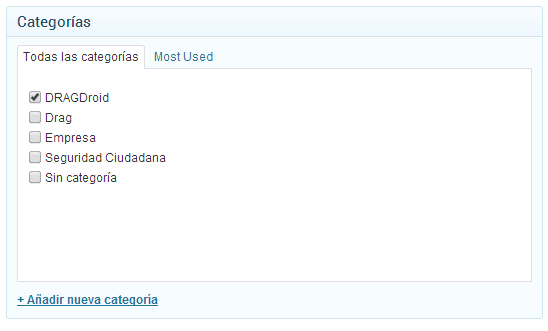 Categorías
Todas las categorías Most Used
DRAGDroid
Drag
Empresa
Seguridad Ciudadana
Sin categoría
+ Añadir nueva categoría